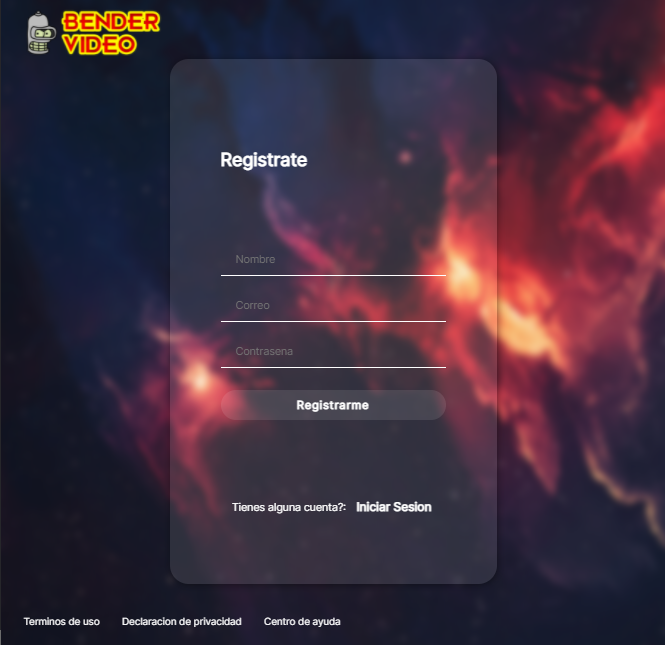 BENDER
VIDEO
Registrate
Nombre
Correo
Contrasena
Registrarme
Tienes alguna cuenta?: Iniciar Sesion
Terminos de uso Declaracion de privacidad Centro de ayuda